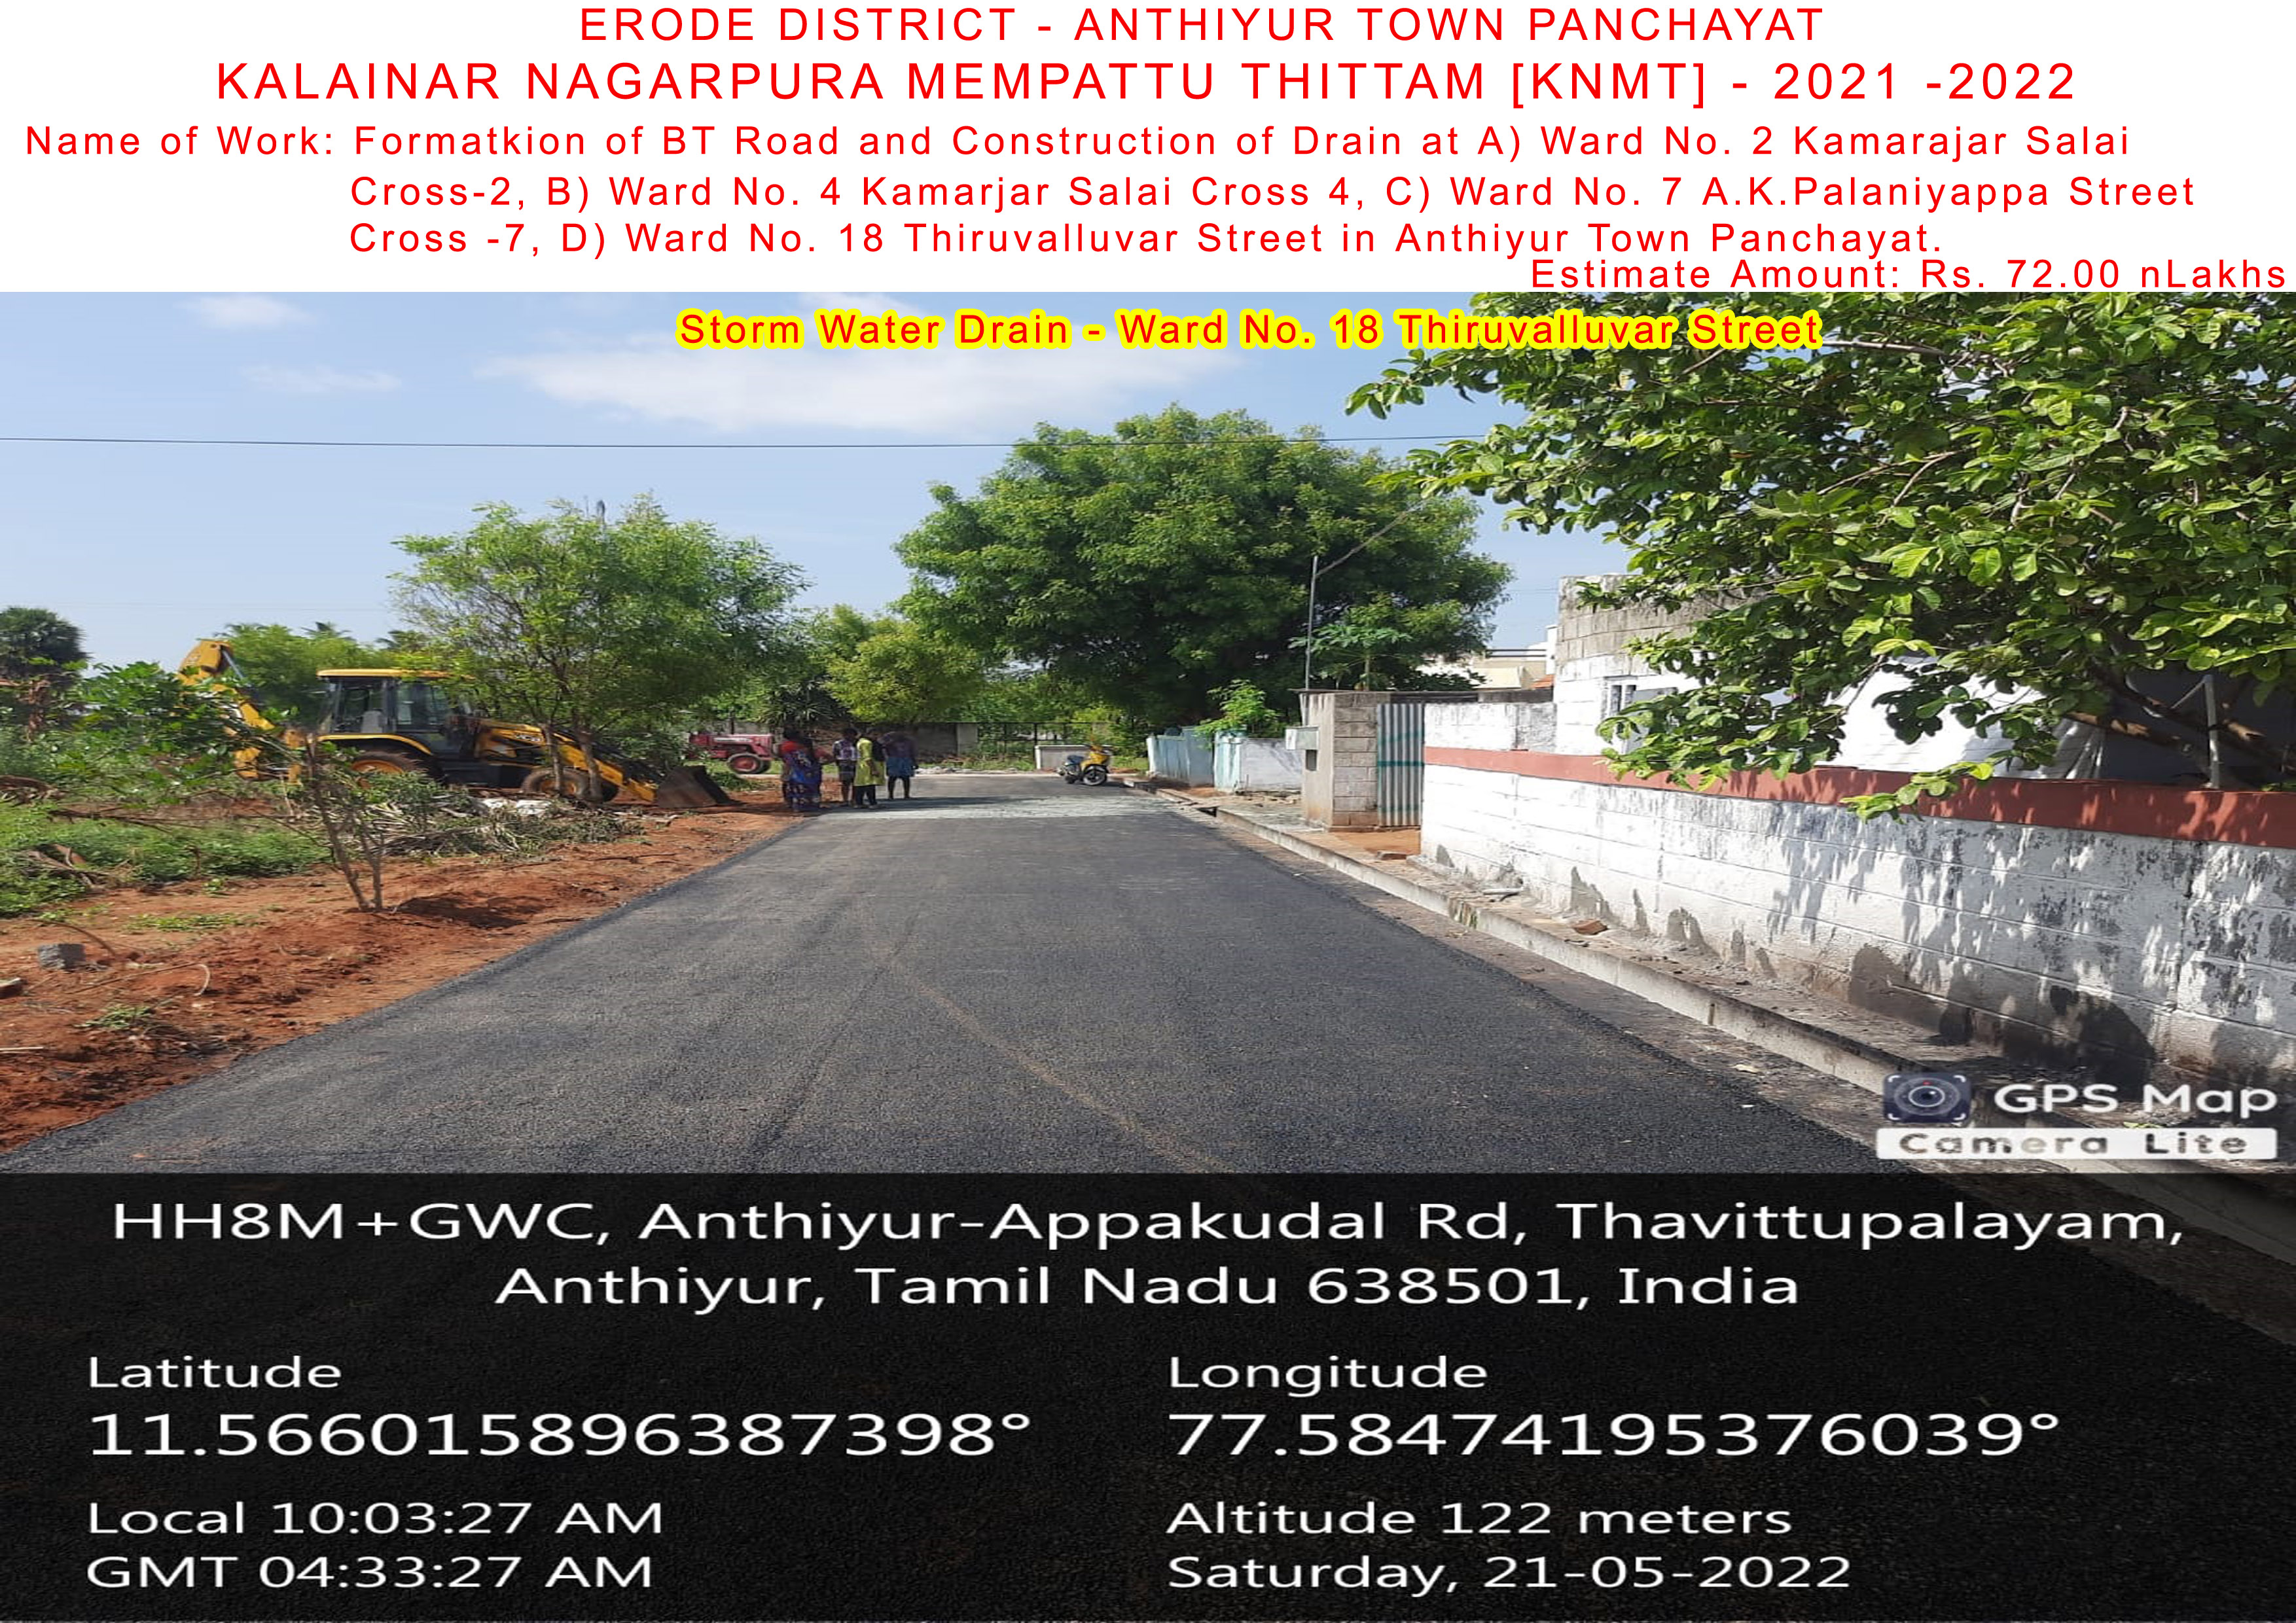 ERODE DISTRICT - ANTHIYUR TOWN PANCHAYAT
KALAINAR NAGARPURA MEMPATTU THITTAM [KNMT] - 2021 -2022
Name of Work: Formatkion of BT Road and Construction of Drain at A) Ward No. 2 Kamarajar Salai
Cross-2, B) Ward No. 4 Kamarjar Salai Cross 4, C) Ward No. 7 A.K.Palaniyappa Street
Cross -7, D) Ward No. 18 Thiruvalluvar Street in Anthiyur Town Panchayat.
Estimate Amount: Rs. 72.00 nLakhs
Storm Water Drain - Ward No. 18 Thiruvalluvar Street
GPS Map
Camera Lite
HH8M+GWC, Anthiyur-Appakudal Rd, Thavittupalayam,
Anthiyur, Tamil Nadu 638501, India
Latitude
11.566015896387398°
Longitude
77.58474195376039°
Local 10:03:27 AM
GMT 04:33:27 AM
Altitude 122 meters
Saturday, 21-05-2022